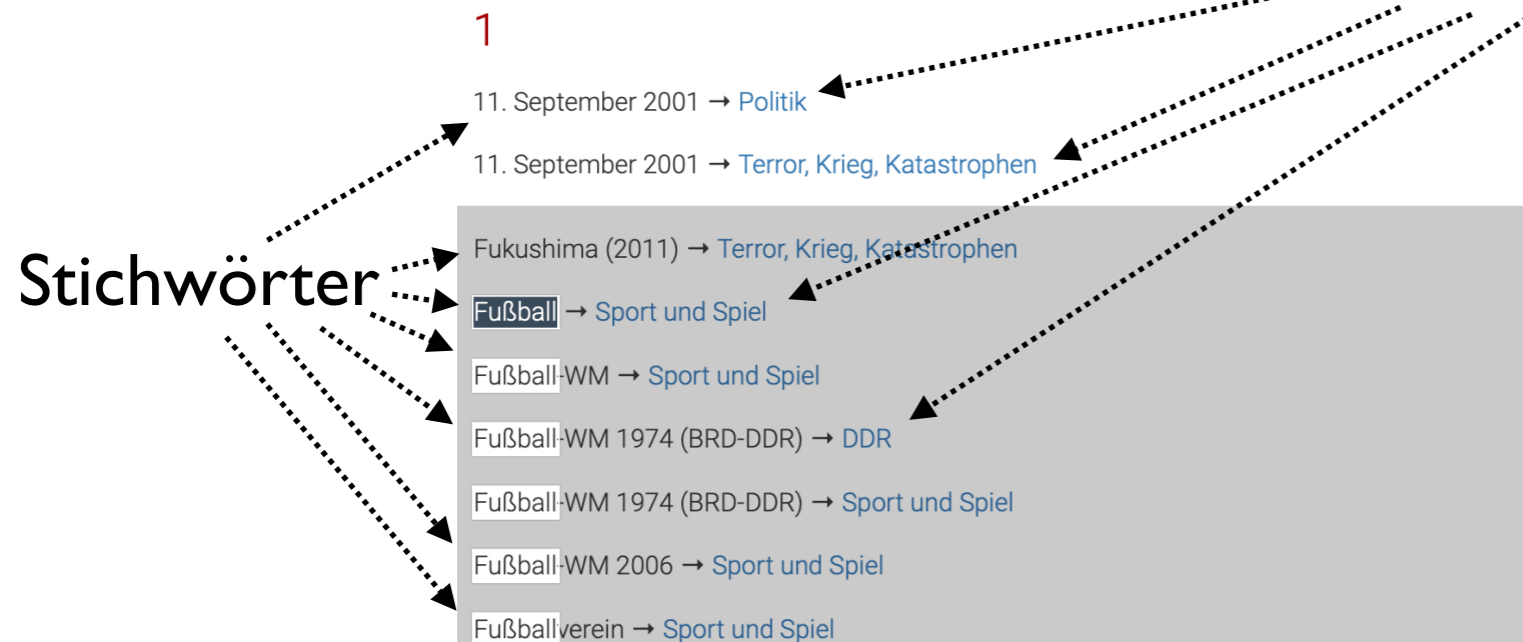 1
11. September 2001 → Politik
11. September 2001 → Terror, Krieg, Katastrophen
Stichwörter
Fukushima (2011) → Terror, Krieg, Katastrophen
Fußball → Sport und Spiel
Fußball-WM → Sport und Spiel
Fußball-WM 1974 (BRD-DDR) → DDR
Fußball-WM 1974 (BRD-DDR) → Sport und Spiel
Fußball-WM 2006 → Sport und Spiel
Fußballverein → Sport und Spiel